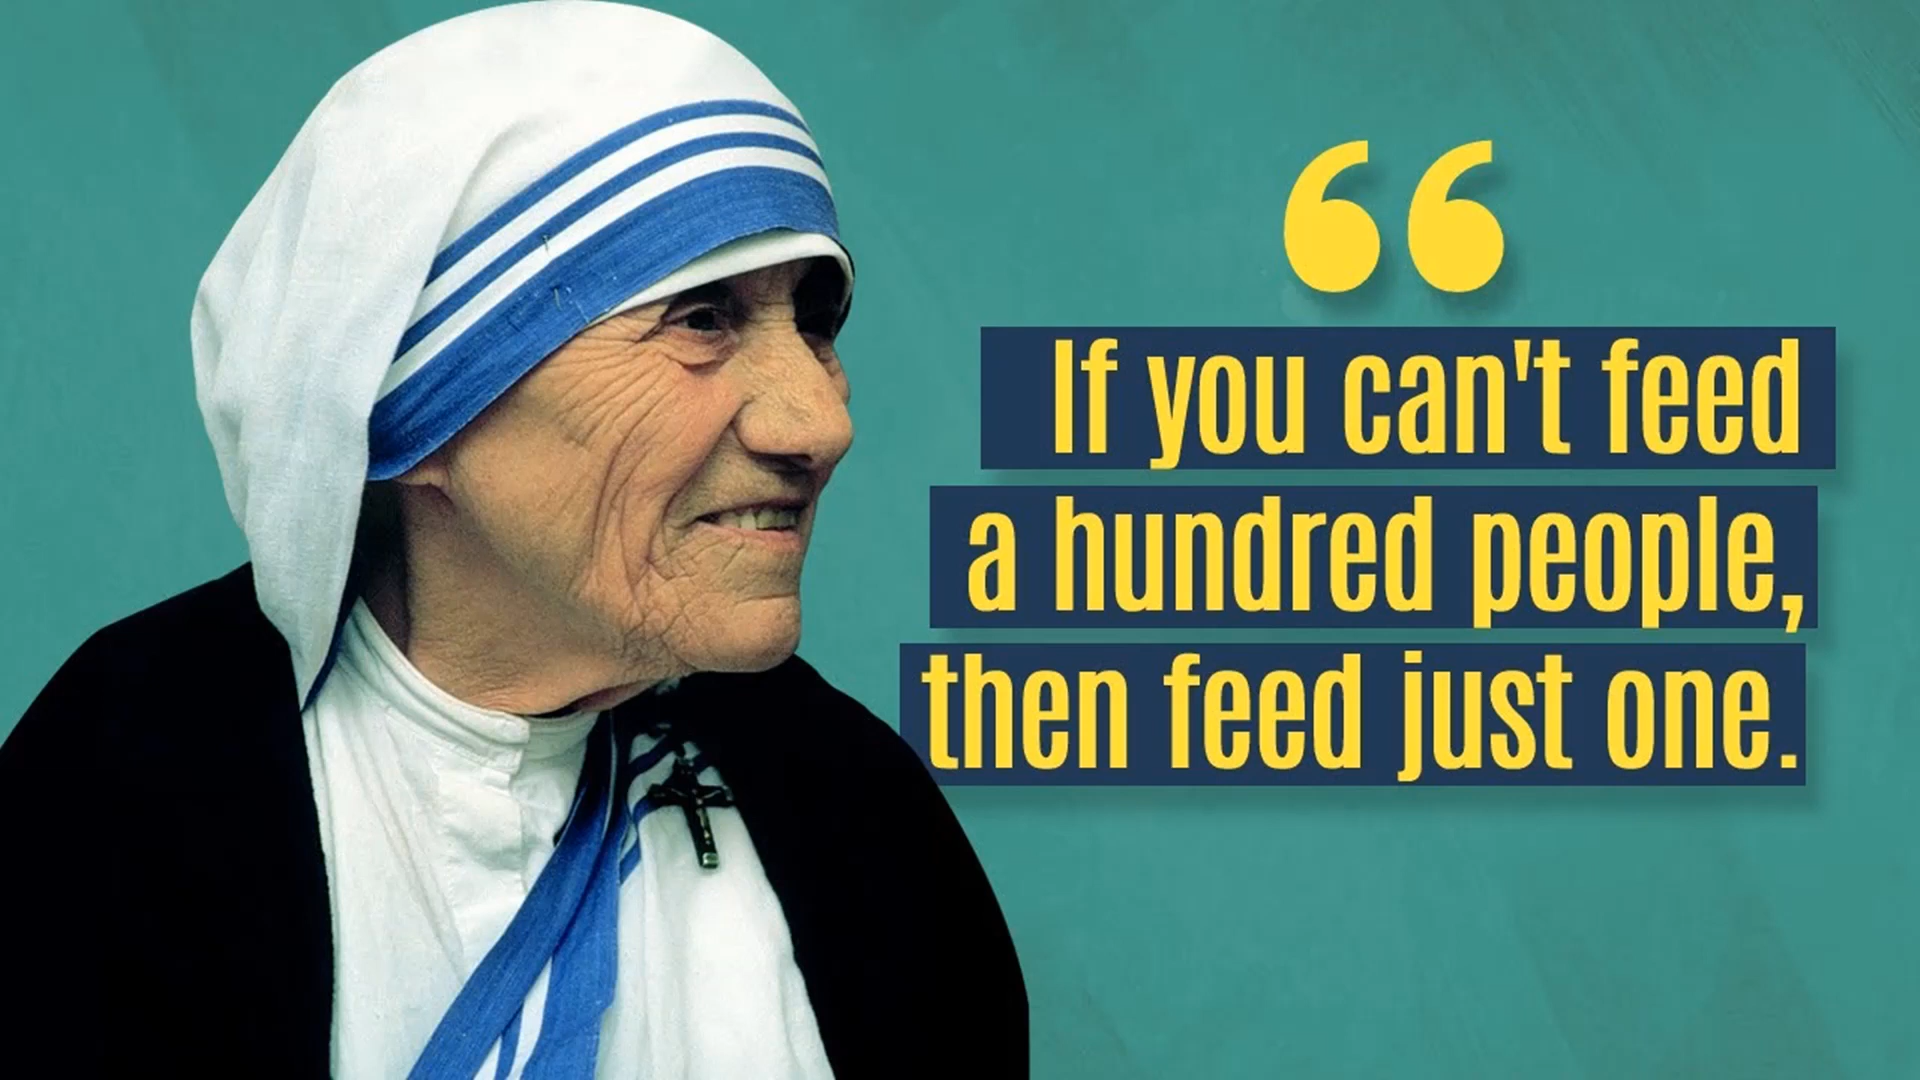 “
If you can't feed
a hundred people,
then feed just one.